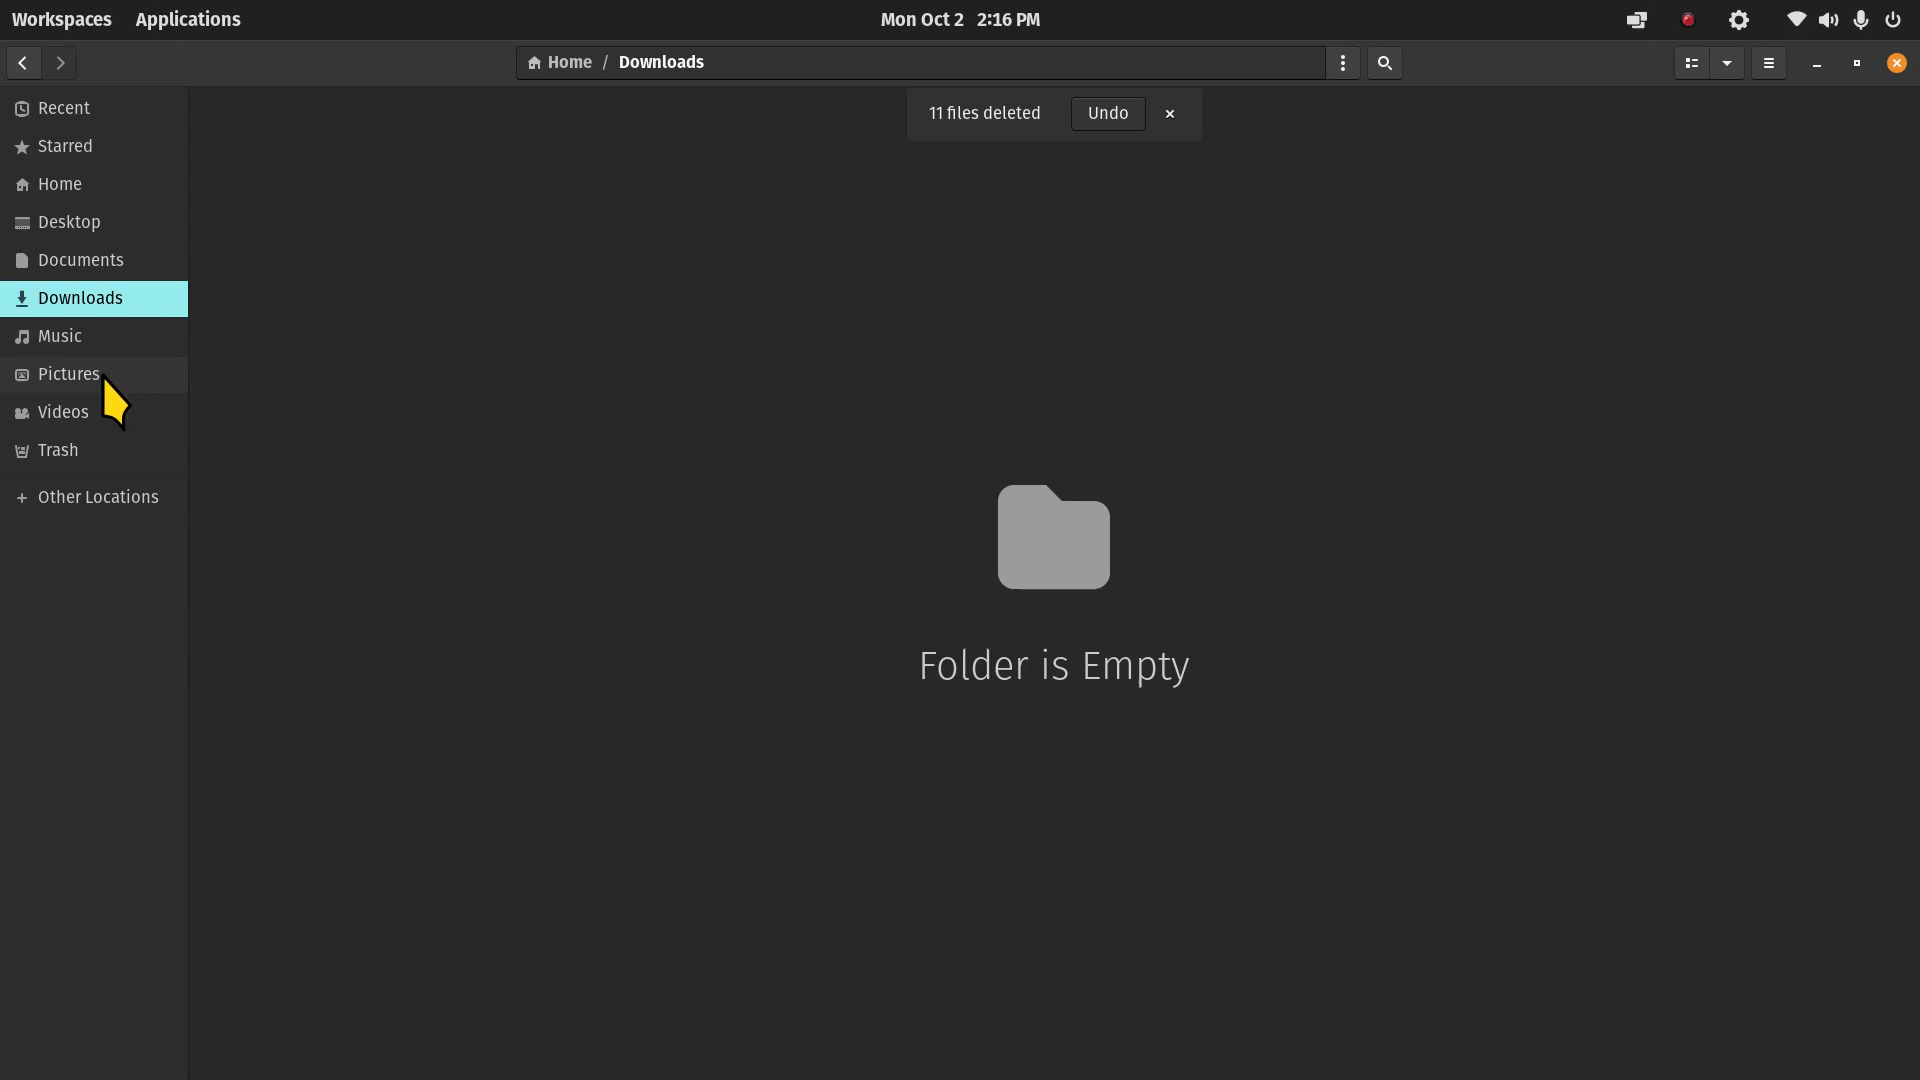 Workspaces Applications Mon Oct 2 2:16 PM
Home / Downloads
11 files deleted Undo
Recent
Starred
Home
Desktop
Documents
Downloads
Music
Pictures
Videos
Trash
Other Locations
Folder is Empty